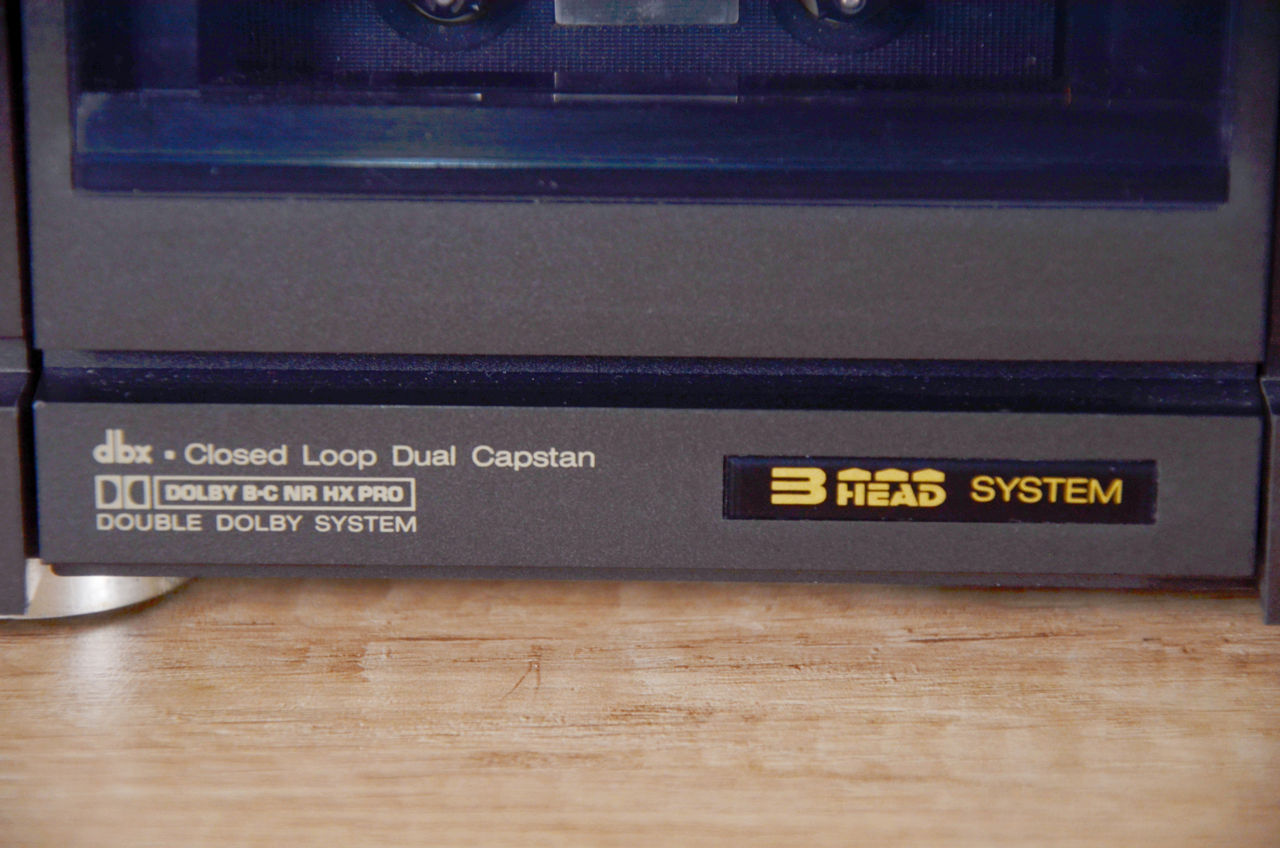 dbx ▪ Closed Loop Dual Capstan
DOLBY B·C NR HX PRO
DOUBLE DOLBY SYSTEM
3 HEAD SYSTEM